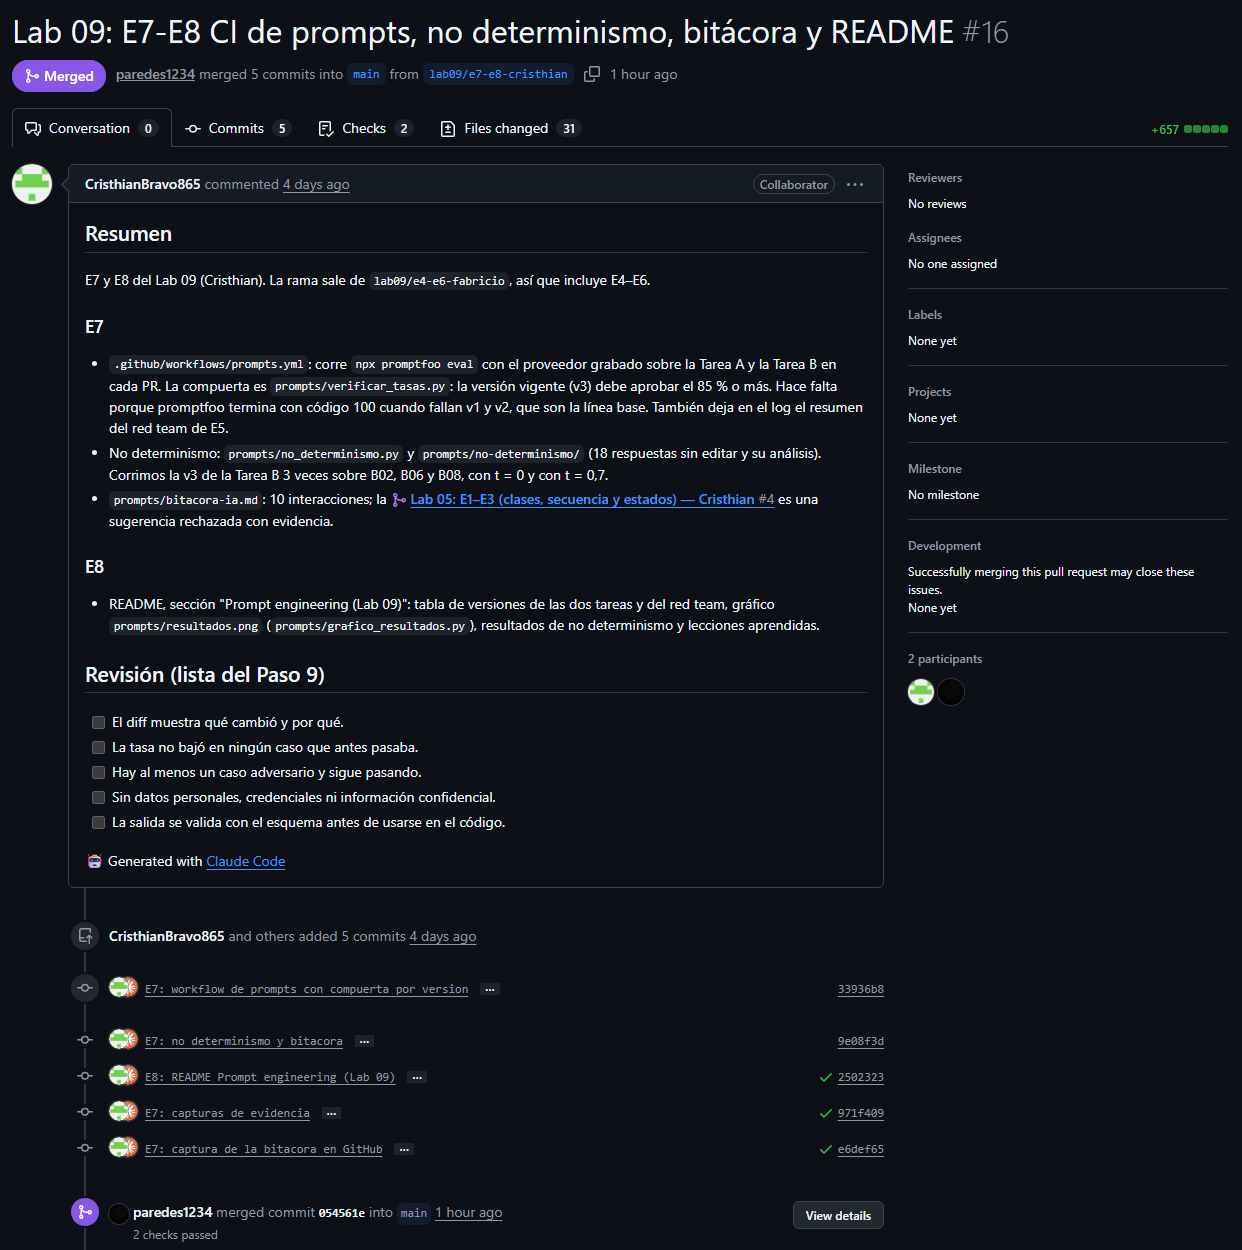 Lab 09: E7-E8 CI de prompts, no determinismo, bitácora y README #16
Merged paredes1234 merged 5 commits into main from lab09/e7-e8-cristhian 1 hour ago
Conversation 0 Commits 5 Checks 2 Files changed 31 +657
CristhianBravo865 commented 4 days ago Collaborator ...
Resumen
E7 y E8 del Lab 09 (Cristhian). La rama sale de lab09/e4-e6-fabricio, así que incluye E4–E6.
E7
• .github/workflows/prompts.yml: corre npx promptfoo eval con el proveedor grabado sobre la Tarea A y la Tarea B en
cada PR. La compuerta es prompts/verificar_tasas.py: la versión vigente (v3) debe aprobar el 85 % o más. Hace falta
porque promptfoo termina con código 100 cuando fallan v1 y v2, que son la línea base. También deja en el log el resumen
del red team de E5.
• No determinismo: prompts/no_determinismo.py y prompts/no-determinismo/ (18 respuestas sin editar y su análisis).
Corrimos la v3 de la Tarea B 3 veces sobre B02, B06 y B08, con t = 0 y con t = 0,7.
• prompts/bitacora-ia.md: 10 interacciones; la Lab 05: E1–E3 (clases, secuencia y estados) — Cristhian #4 es una
sugerencia rechazada con evidencia.
E8
• README, sección "Prompt engineering (Lab 09)": tabla de versiones de las dos tareas y del red team, gráfico
prompts/resultados.png (prompts/grafico_resultados.py), resultados de no determinismo y lecciones aprendidas.
Revisión (lista del Paso 9)
El diff muestra qué cambió y por qué.
La tasa no bajó en ningún caso que antes pasaba.
Hay al menos un caso adversario y sigue pasando.
Sin datos personales, credenciales ni información confidencial.
La salida se valida con el esquema antes de usarse en el código.
Generated with Claude Code
CristhianBravo865 and others added 5 commits 4 days ago
E7: workflow de prompts con compuerta por version ... 33936b8
E7: no determinismo y bitacora ... 9e08f3d
E8: README Prompt engineering (Lab 09) ... 2502323
E7: capturas de evidencia ... 971f409
E7: captura de la bitacora en GitHub ... e6def65
paredes1234 merged commit 054561e into main 1 hour ago View details
2 checks passed
Reviewers
No reviews
Assignees
No one assigned
Labels
None yet
Projects
None yet
Milestone
No milestone
Development
Successfully merging this pull request may close these
issues.
None yet
2 participants